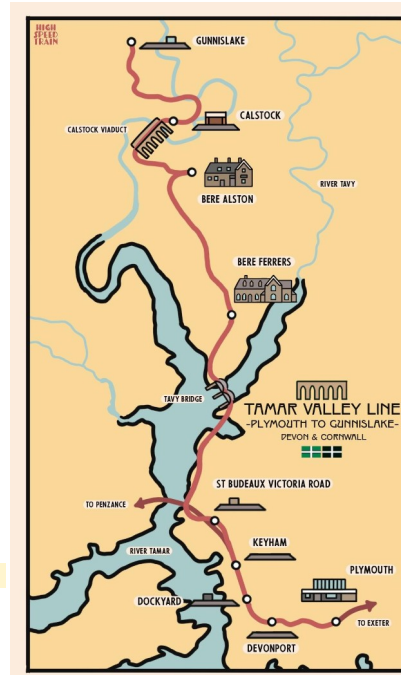 HIGH
SPEED
TRAIN
GUNNISLAKE
CALSTOCK
CALSTOCK VIADUCT
BERE ALSTON
RIVER TAVY
BERE FERRERS
TAVY BRIDGE
TAMAR VALLEY LINE
-PLYMOUTH TO GUNNISLAKE-
DEVON & CORNWALL
ST BUDEAUX VICTORIA ROAD
TO PENZANCE
KEYHAM
RIVER TAMAR
PLYMOUTH
DOCKYARD
TO EXETER
DEVONPORT